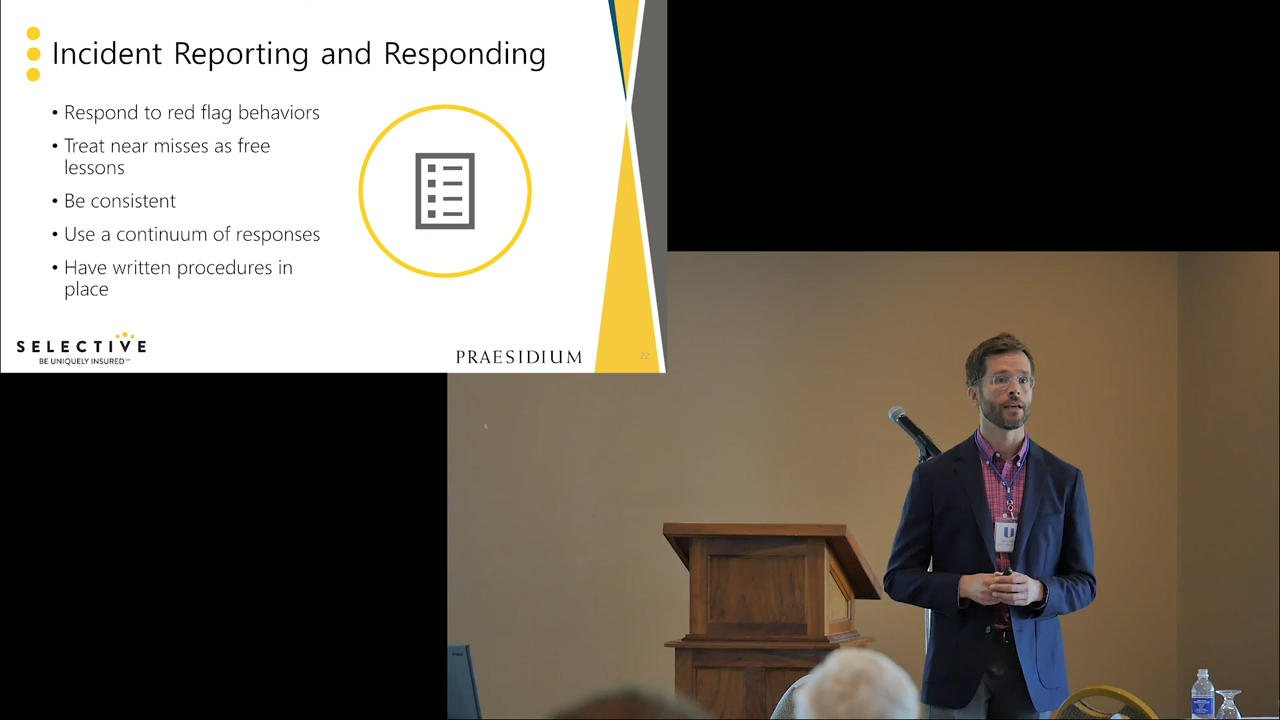 Incident Reporting and Responding
• Respond to red flag behaviors
• Treat near misses as free
lessons
• Be consistent
• Use a continuum of responses
• Have written procedures in
place
SELECTIVE
BE UNIQUELY INSURED
PRAESIDIUM
22
U